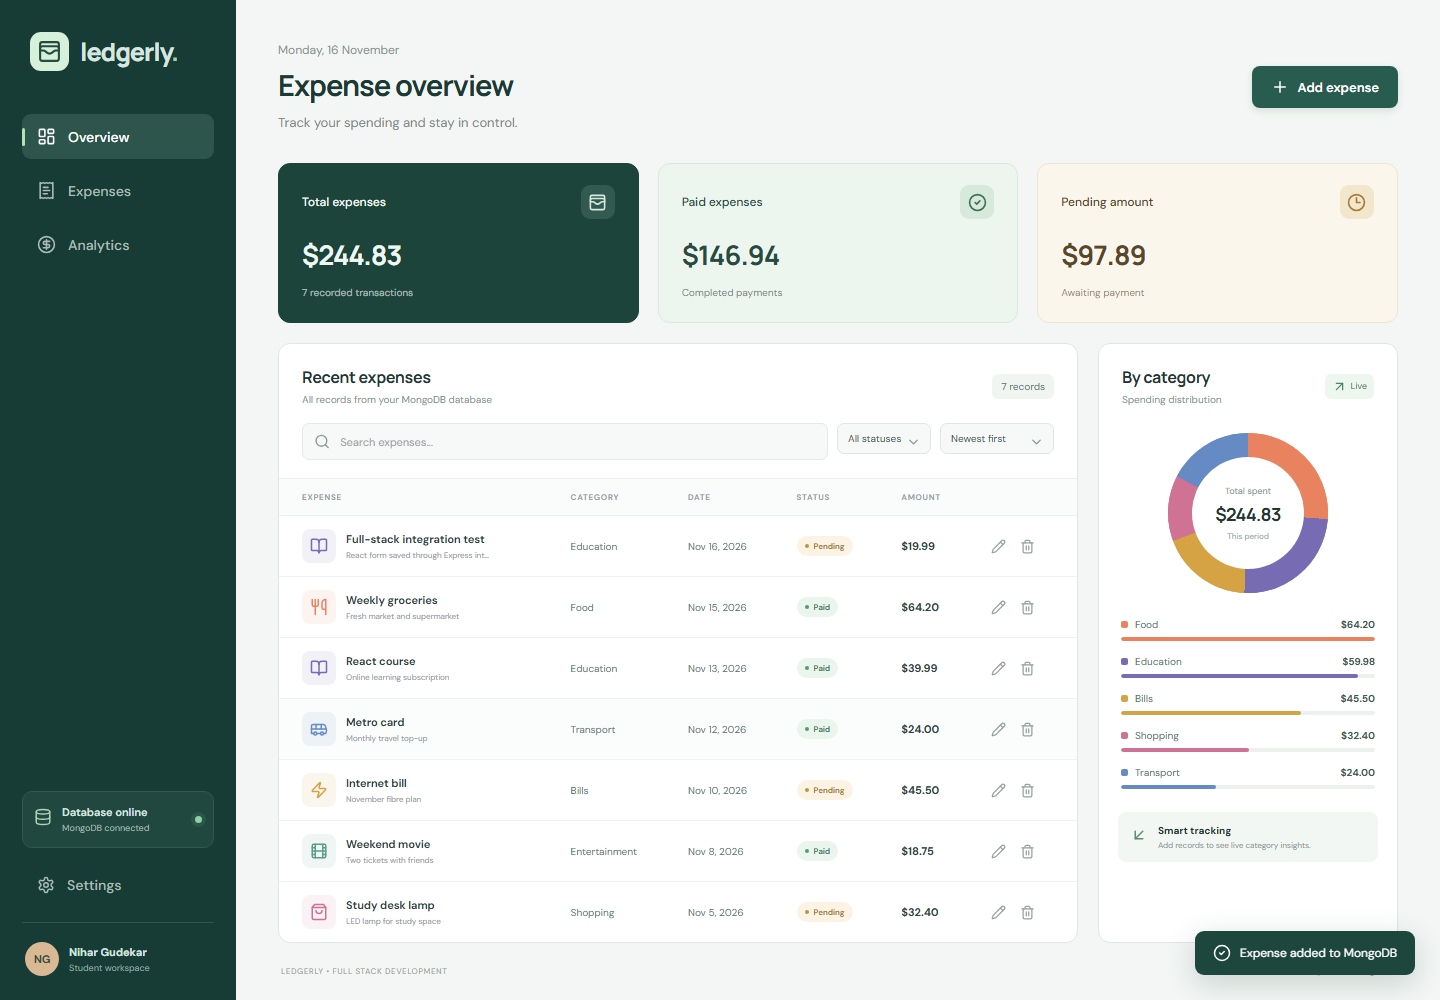 ledgerly.
Overview
Expenses
Analytics
Database online
MongoDB connected
Settings
NG
Nihar Gudekar
Student workspace
Monday, 16 November
Expense overview
Track your spending and stay in control.
Add expense
Total expenses
$244.83
7 recorded transactions
Paid expenses
$146.94
Completed payments
Pending amount
$97.89
Awaiting payment
Recent expenses
All records from your MongoDB database
7 records
Search expenses...
All statuses
Newest first
EXPENSE CATEGORY DATE STATUS AMOUNT
Full-stack integration test
React form saved through Express int...
Education Nov 16, 2026 Pending $19.99
Weekly groceries
Fresh market and supermarket
Food Nov 15, 2026 Paid $64.20
React course
Online learning subscription
Education Nov 13, 2026 Paid $39.99
Metro card
Monthly travel top-up
Transport Nov 12, 2026 Paid $24.00
Internet bill
November fibre plan
Bills Nov 10, 2026 Pending $45.50
Weekend movie
Two tickets with friends
Entertainment Nov 8, 2026 Paid $18.75
Study desk lamp
LED lamp for study space
Shopping Nov 5, 2026 Pending $32.40
By category
Spending distribution
Live
Total spent
$244.83
This period
Food $64.20
Education $59.98
Bills $45.50
Shopping $32.40
Transport $24.00
Smart tracking
Add records to see live category insights.
Expense added to MongoDB
LEDGERLY • FULL STACK DEVELOPMENT